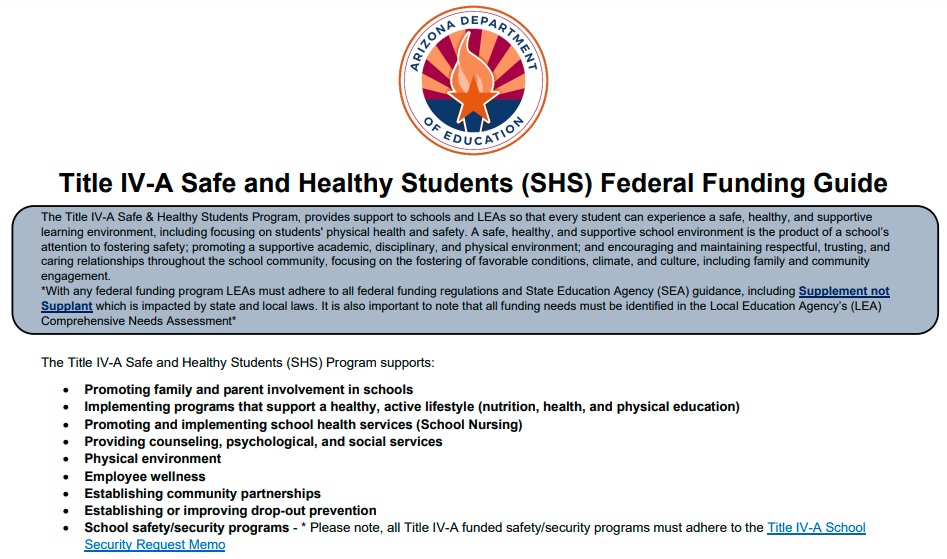 ARIZONA DEPARTMENT
OF EDUCATION
Title IV-A Safe and Healthy Students (SHS) Federal Funding Guide
The Title IV-A Safe & Healthy Students Program, provides support to schools and LEAs so that every student can experience a safe, healthy, and supportive
learning environment, including focusing on students' physical health and safety. A safe, healthy, and supportive school environment is the product of a school's
attention to fostering safety; promoting a supportive academic, disciplinary, and physical environment; and encouraging and maintaining respectful, trusting, and
caring relationships throughout the school community, focusing on the fostering of favorable conditions, climate, and culture, including family and community
engagement.
*With any federal funding program LEAs must adhere to all federal funding regulations and State Education Agency (SEA) guidance, including Supplement not
Supplant which is impacted by state and local laws. It is also important to note that all funding needs must be identified in the Local Education Agency's (LEA)
Comprehensive Needs Assessment*
The Title IV-A Safe and Healthy Students (SHS) Program supports:
• Promoting family and parent involvement in schools
• Implementing programs that support a healthy, active lifestyle (nutrition, health, and physical education)
• Promoting and implementing school health services (School Nursing)
• Providing counseling, psychological, and social services
• Physical environment
• Employee wellness
• Establishing community partnerships
• Establishing or improving drop-out prevention
• School safety/security programs - * Please note, all Title IV-A funded safety/security programs must adhere to the Title IV-A School
Security Request Memo